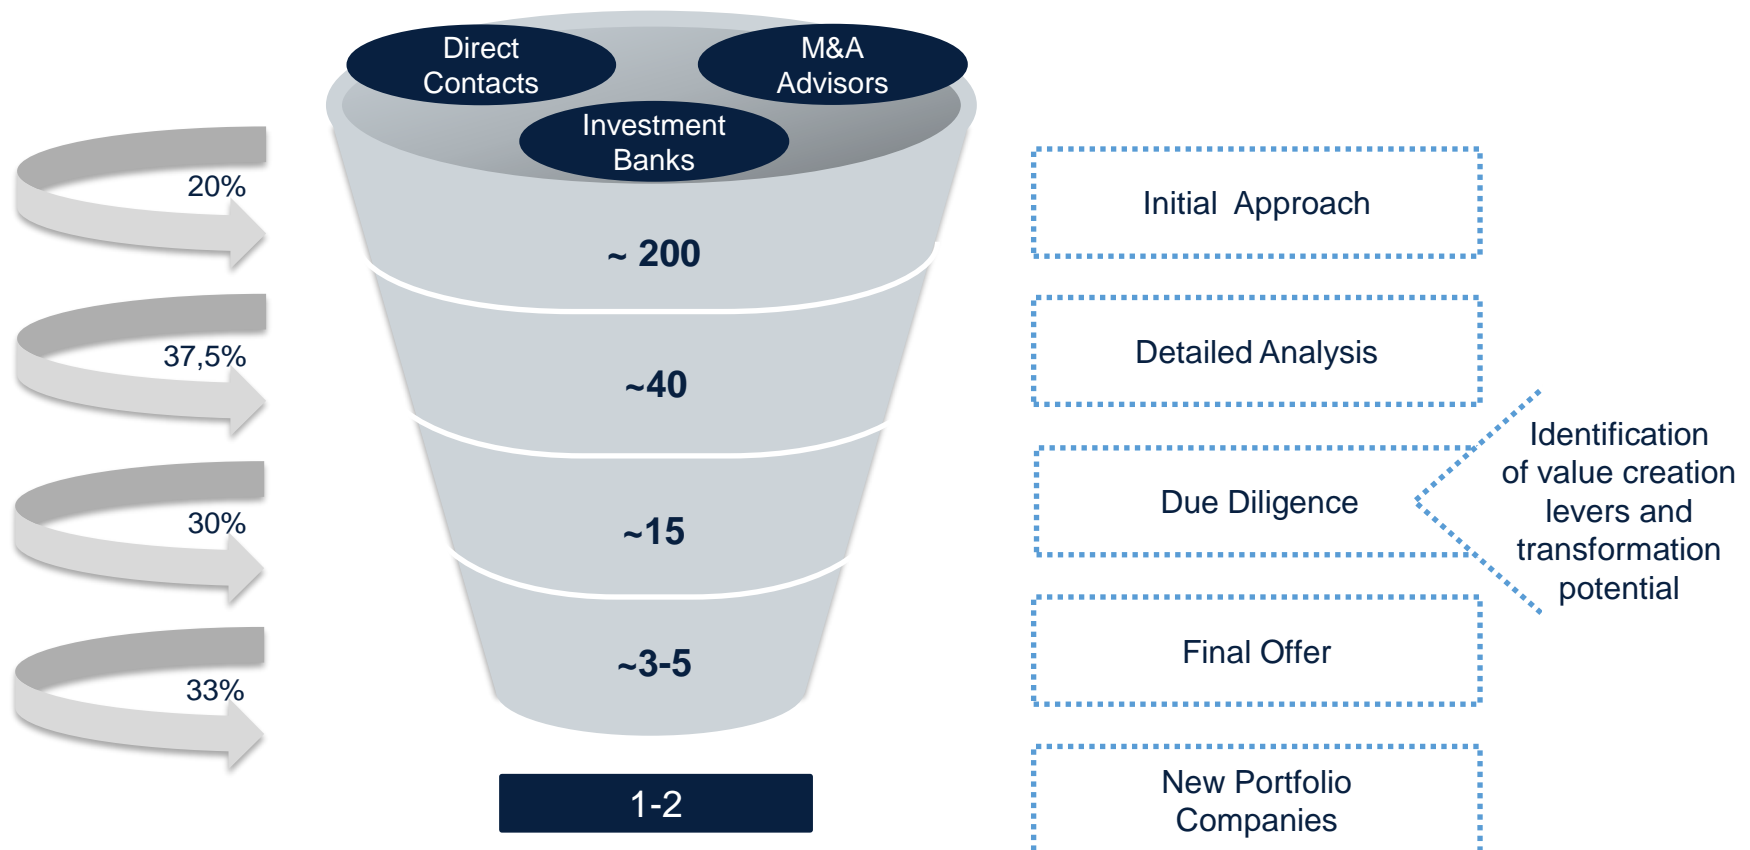 Direct
Contacts
M&A
Advisors
Investment
Banks
20%
~ 200
Initial Approach
37,5%
~40
Detailed Analysis
30%
~15
Due Diligence
Identification
of value creation
levers and
transformation
potential
33%
~3-5
Final Offer
1-2
New Portfolio
Companies